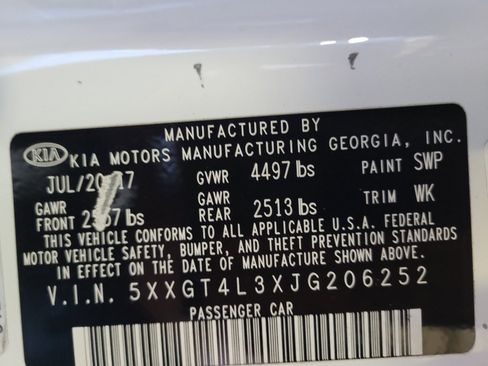 MANUFACTURED BY
KIA KIA MOTORS MANUFACTURING GEORGIA, INC.
GVWR 4497 lbs PAINT SWP
GAWR FRONT lbs GAWR REAR 2513 lbs TRIM WK
THIS VEHICLE CONFORMS TO ALL APPLICABLE U.S.A. FEDERAL
MOTOR VEHICLE SAFETY, BUMPER, AND THEFT PREVENTION STANDARDS
IN EFFECT ON THE DATE OF MANUFACTURE SHOWN ABOVE.
V.I.N. 5XXGT4L3XJG206252
PASSENGER CAR